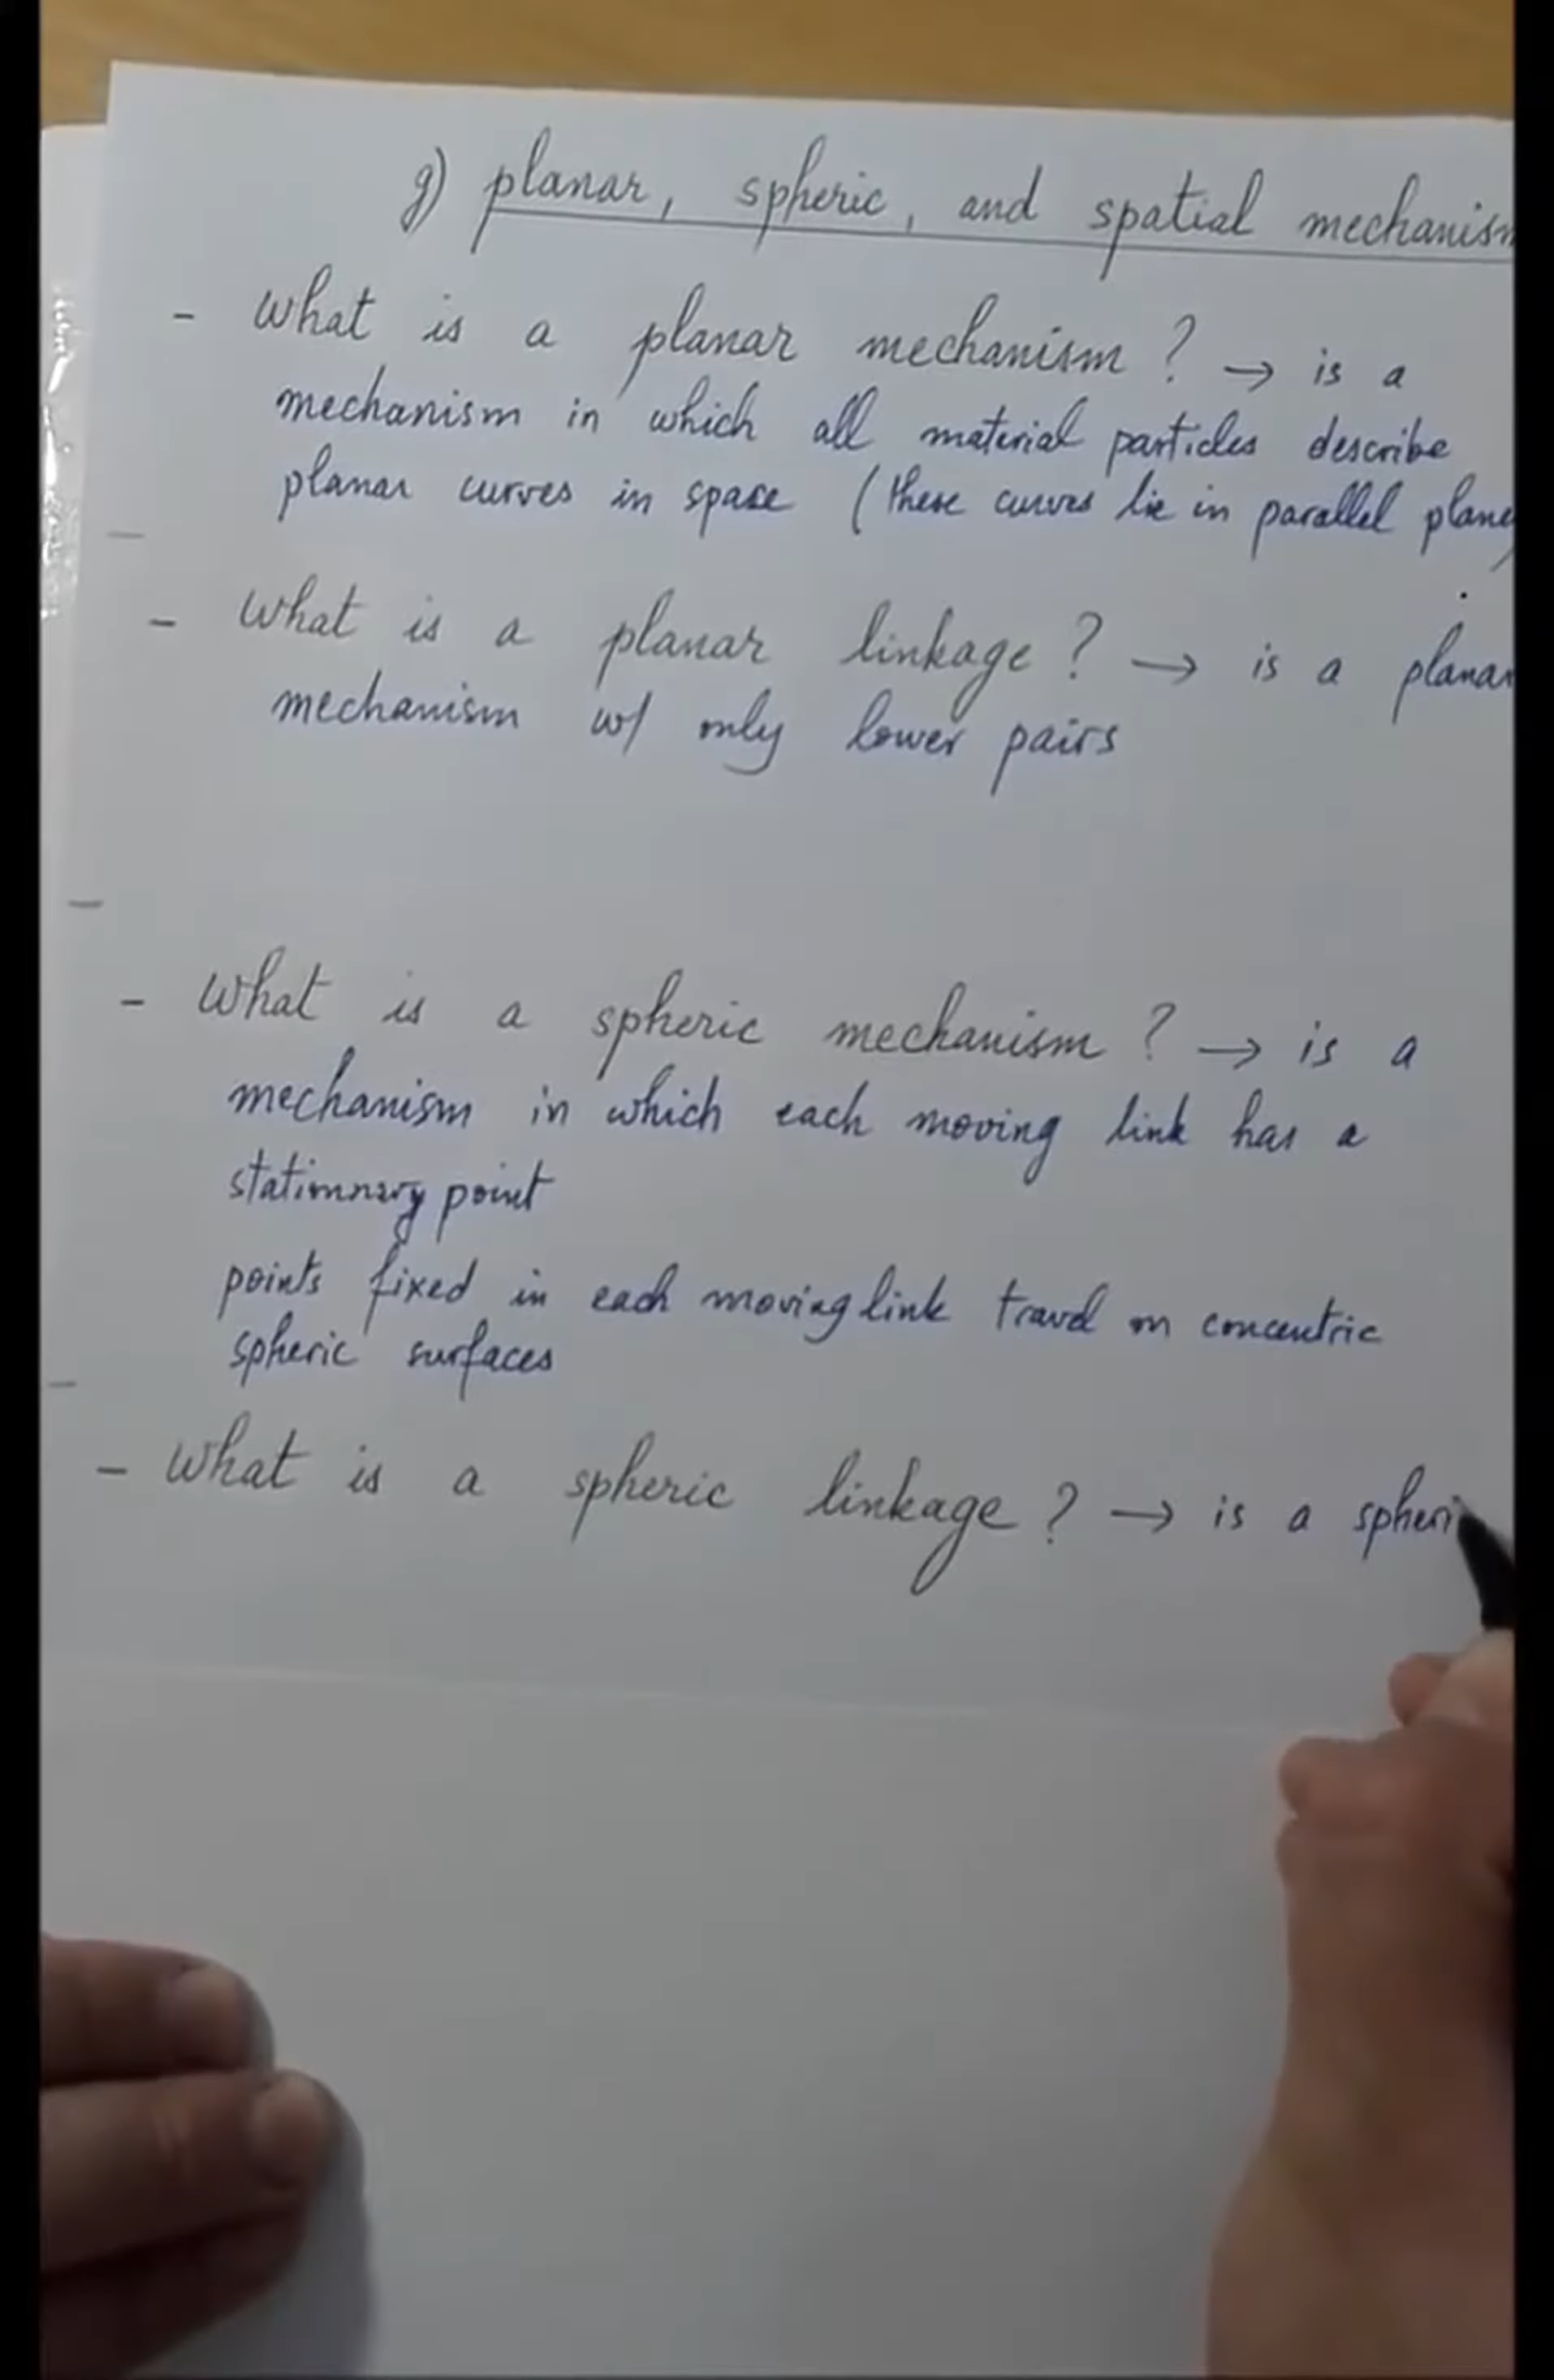 g) planar, spheric, and spatial mechanism
- what is a planar mechanism ? → is a
mechanism in which all material particles describe
planar curves in space (these curves lie in parallel plane
- what is a planar linkage ? → is a planar
mechanism w/ only lower pairs
- what is a spheric mechanism ? → is a
mechanism in which each moving link has a
stationnary point
points fixed in each moving link travel on concentric
spheric surfaces
- what is a spheric linkage ? → is a spheri